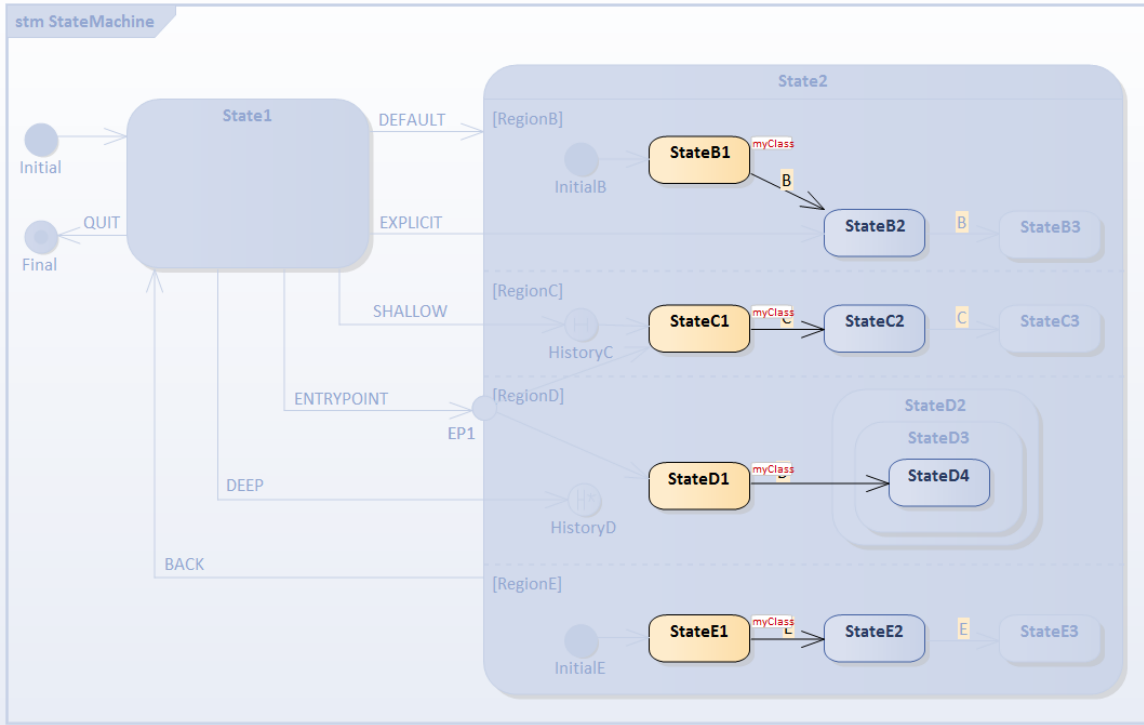 stm StateMachine
State2
State1
DEFAULT
[RegionB]
myClass
StateB1
Initial
InitialB
B
QUIT
EXPLICIT
StateB2
B
StateB3
Final
[RegionC]
SHALLOW
myClass
StateC1
C
StateC2
C
StateC3
HistoryC
ENTRYPOINT
[RegionD]
StateD2
EP1
StateD3
myClass
StateD1
StateD4
DEEP
HistoryD
BACK
[RegionE]
myClass
StateE1
StateE2
E
StateE3
InitialE